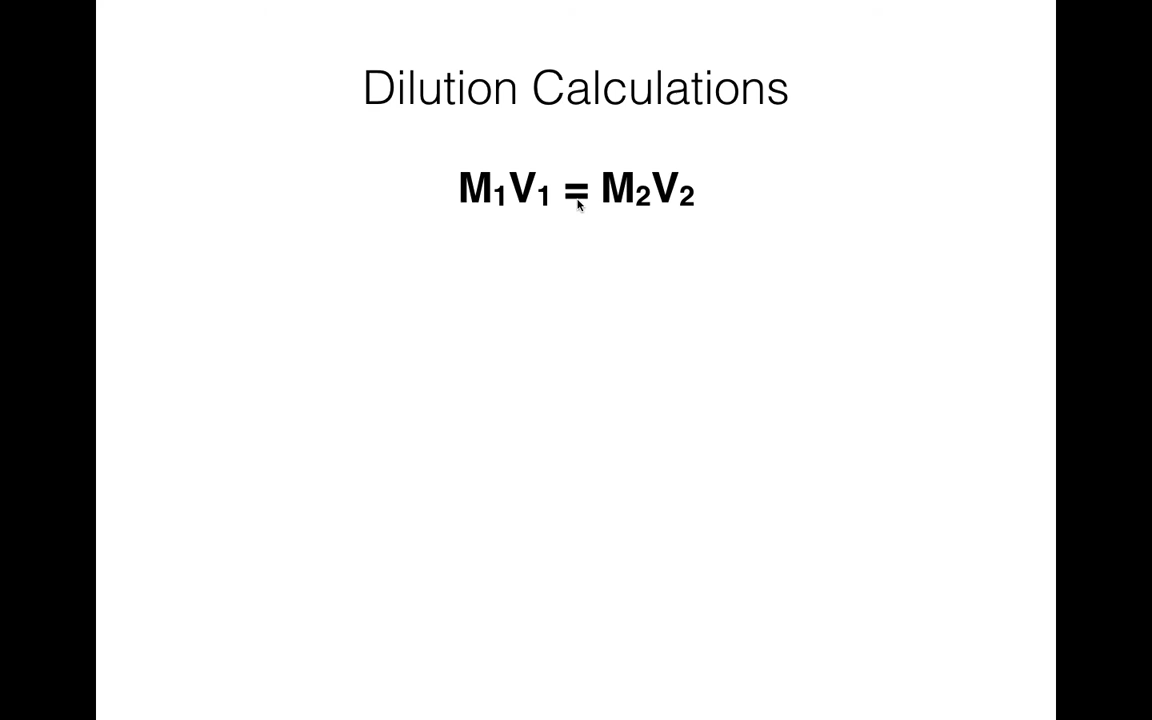 Dilution Calculations
M₁V₁ = M₂V₂